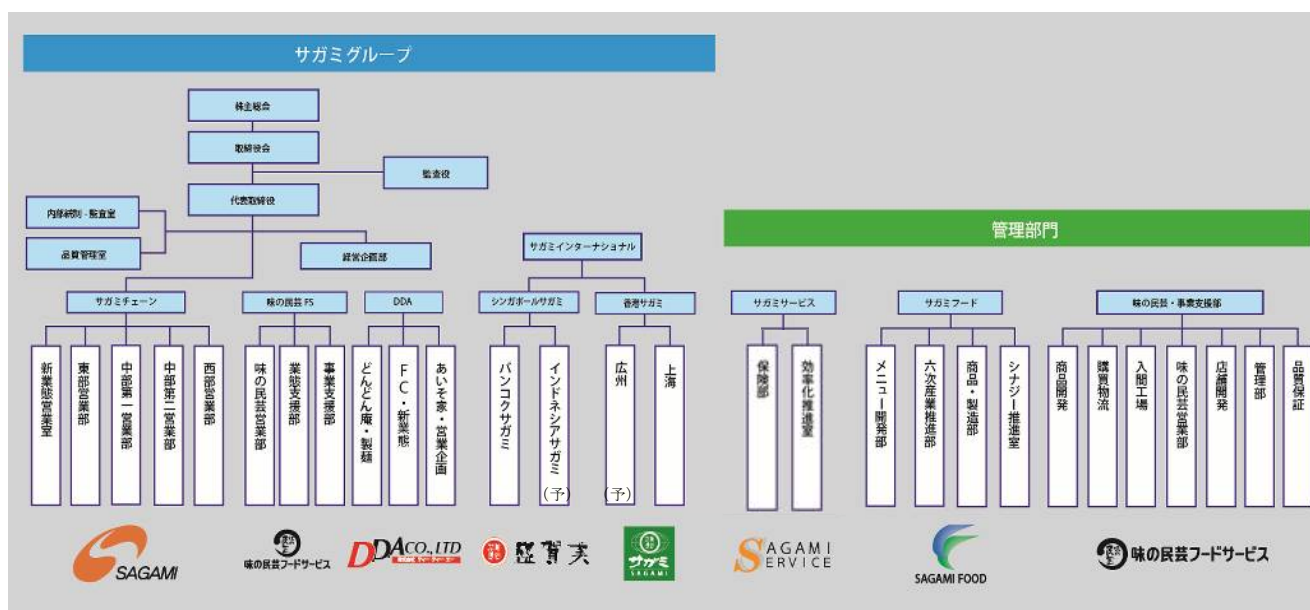 サガミグループ
株主総会
取締役会
監査役
代表取締役
内部統制・監査室
品質管理室
経営企画部
サガミインターナショナル
管理部門
サガミチェーン
味の民芸 FS
DDA
シンガポールサガミ
香港サガミ
サガミサービス
サガミフード
味の民芸・事業支援部
新業態営業室
東部営業部
中部第一営業部
中部第二営業部
西部営業部
味の民芸営業部
業態支援部
事業支援部
どんどん庵・製麺
FC・新業態
あいそ家・営業企画
バンコクサガミ
インドネシアサガミ
(予)
広州
(予)
上海
保険部
効率化推進室
メニュー開発部
六次産業推進部
商品・製造部
シナジー推進室
商品開発
購買物流
入間工場
味の民芸営業部
店舗開発
管理部
品質保証
SAGAMI
味の民芸フードサービス
DDACO.,LTD
盛賀美
サガミ
SAGAMI
SAGAMI
SERVICE
SAGAMI FOOD
味の民芸フードサービス